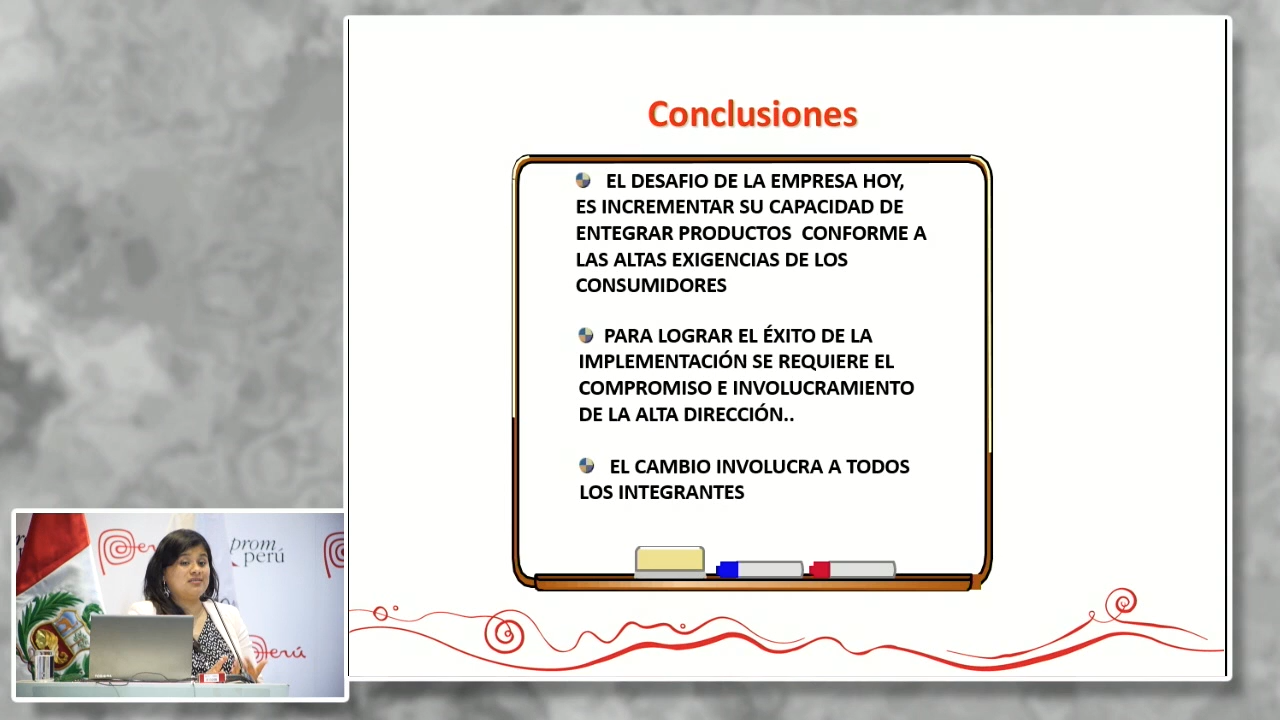 Conclusiones
EL DESAFIO DE LA EMPRESA HOY,
ES INCREMENTAR SU CAPACIDAD DE
ENTEGRAR PRODUCTOS CONFORME A
LAS ALTAS EXIGENCIAS DE LOS
CONSUMIDORES
PARA LOGRAR EL ÉXITO DE LA
IMPLEMENTACIÓN SE REQUIERE EL
COMPROMISO E INVOLUCRAMIENTO
DE LA ALTA DIRECCIÓN..
EL CAMBIO INVOLUCRA A TODOS
LOS INTEGRANTES
prom
perú
Perú